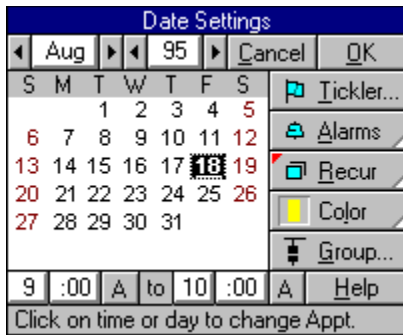 Date Settings
Aug 95 Cancel OK
S M T W T F S
1 2 3 4 5
6 7 8 9 10 11 12
13 14 15 16 17 18 19
20 21 22 23 24 25 26
27 28 29 30 31
Tickler...
Alarms
Recur
Color
Group...
9 :00 A to 10 :00 A Help
Click on time or day to change Appt.